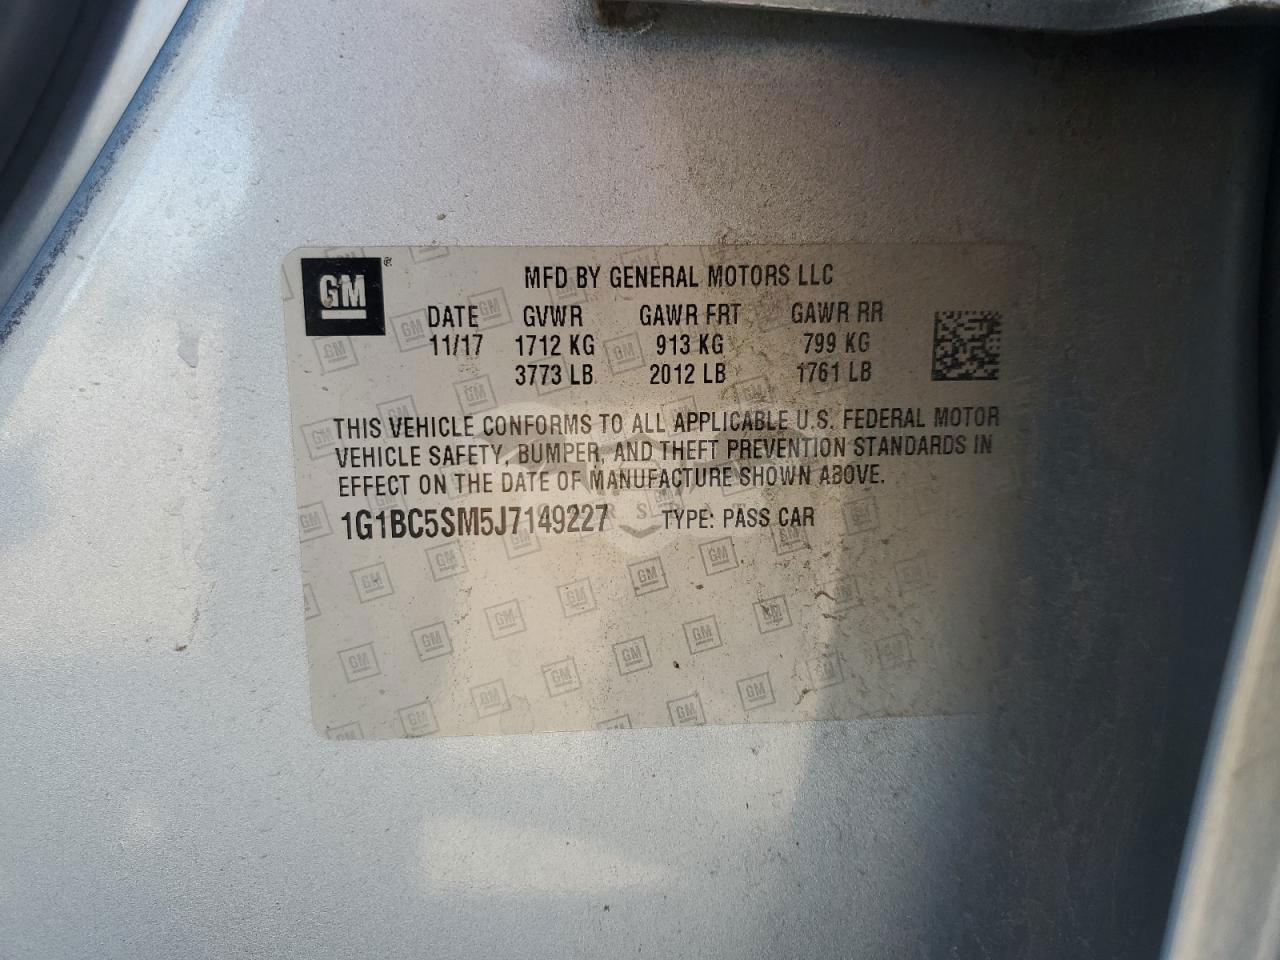 GM ®
MFD BY GENERAL MOTORS LLC
DATE GVWR GAWR FRT GAWR RR
11/17 1712 KG 913 KG 799 KG
3773 LB 2012 LB 1761 LB
THIS VEHICLE CONFORMS TO ALL APPLICABLE U.S. FEDERAL MOTOR
VEHICLE SAFETY, BUMPER, AND THEFT PREVENTION STANDARDS IN
EFFECT ON THE DATE OF MANUFACTURE SHOWN ABOVE.
1G1BC5SM5J7149227 TYPE: PASS CAR